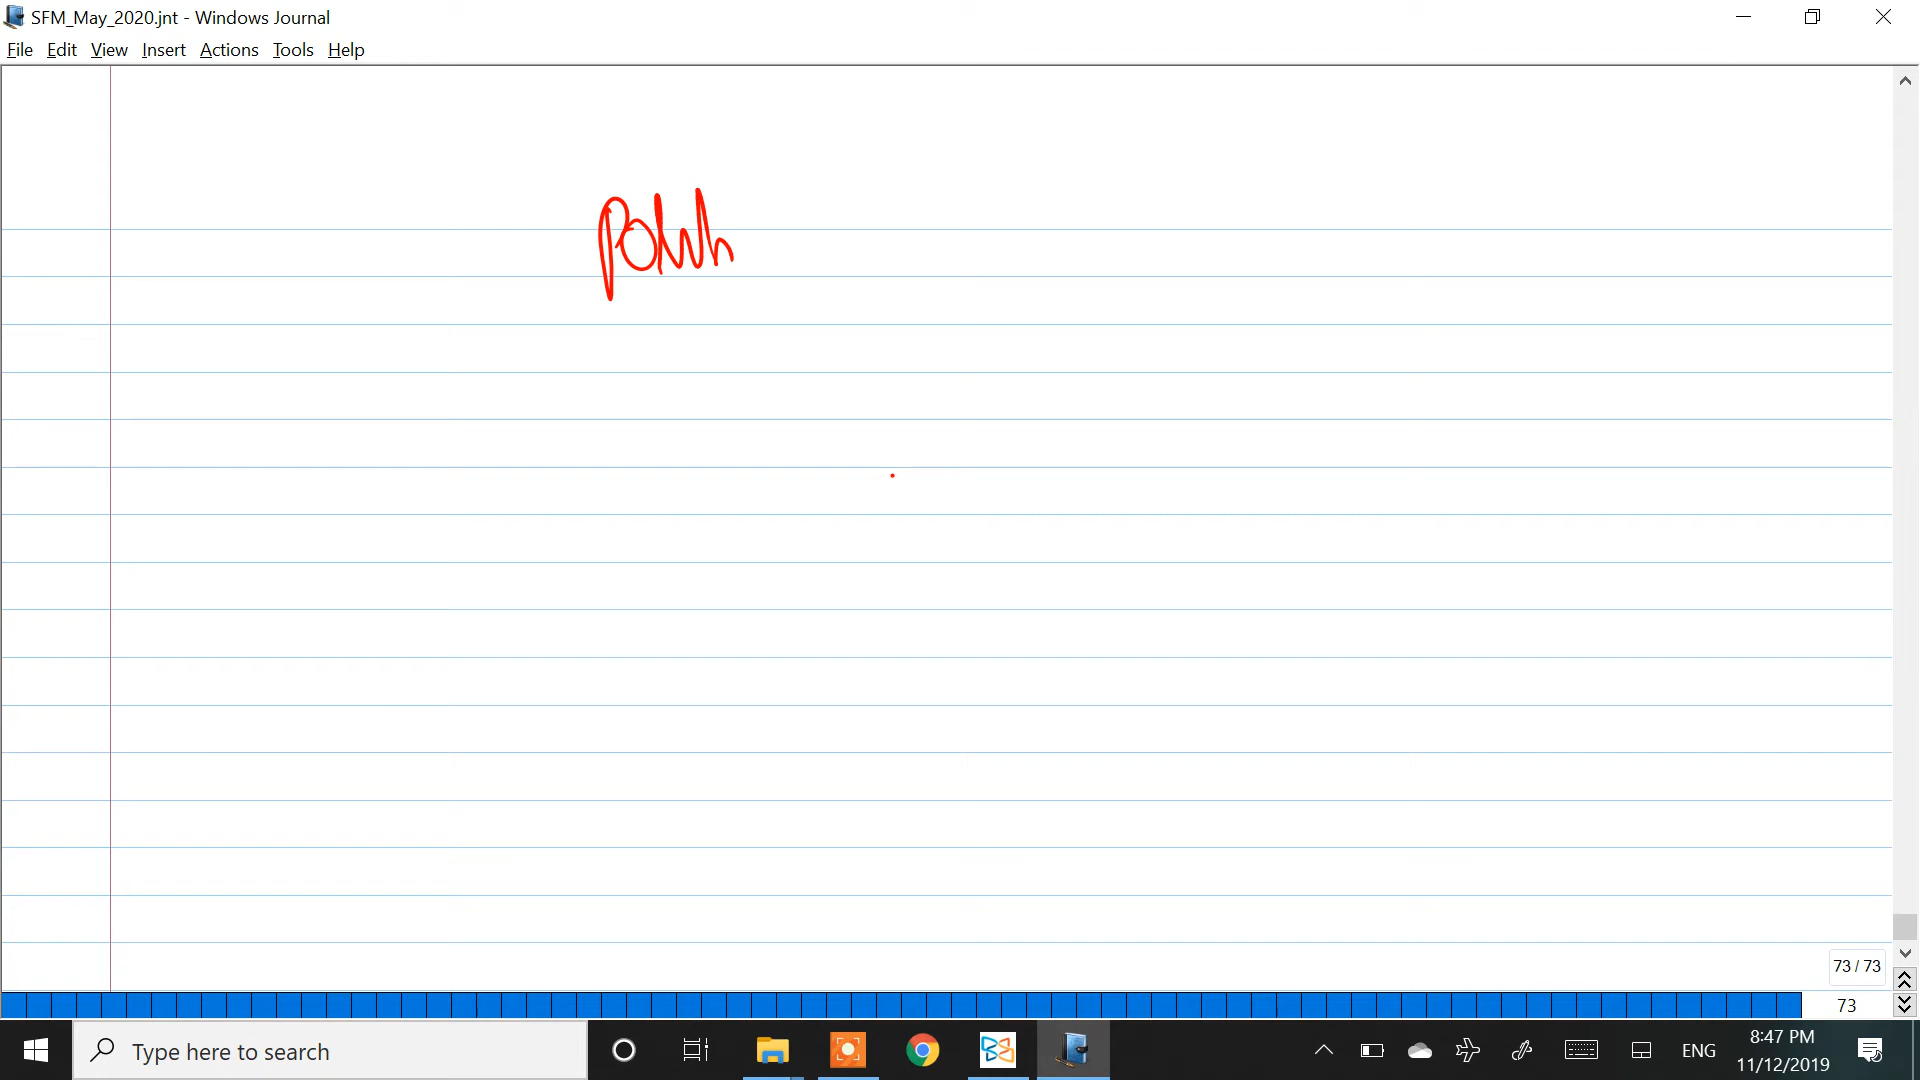 SFM_May_2020.jnt - Windows Journal
File Edit View Insert Actions Tools Help
73 / 73
73
Type here to search
ENG
8:47 PM
11/12/2019